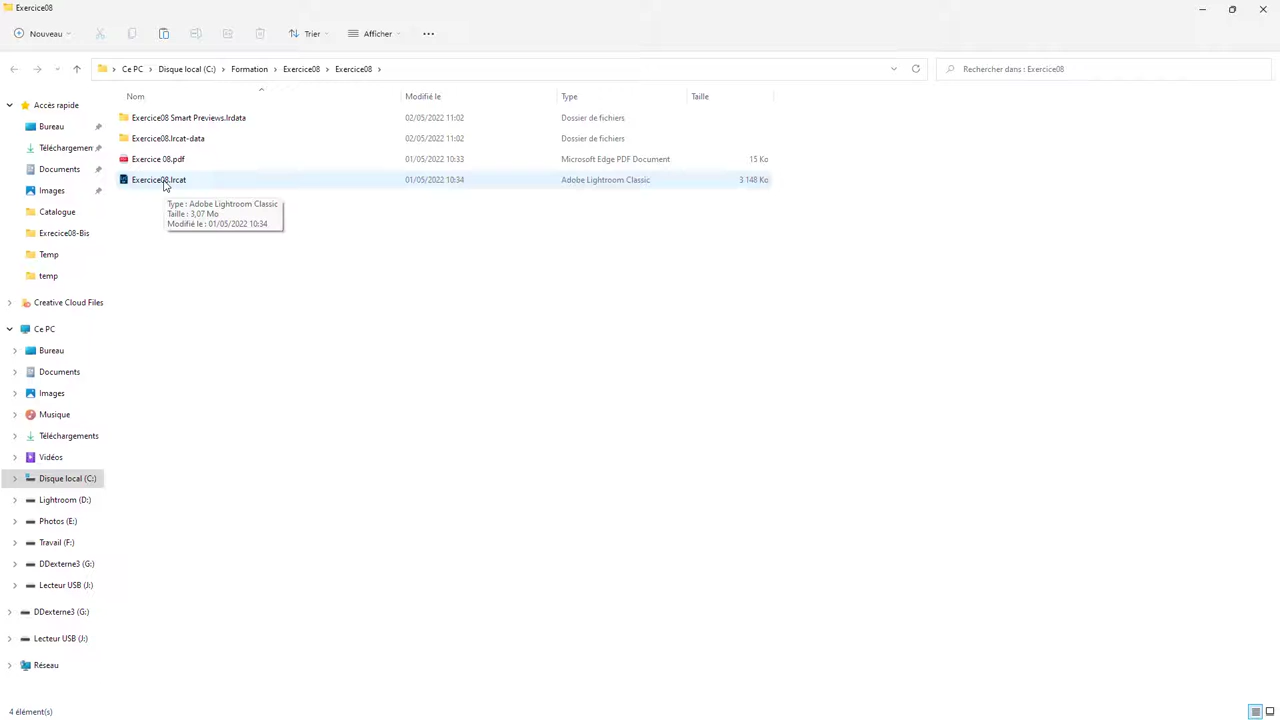 Exercice08
Nouveau
Trier
Afficher
Ce PC
Disque local (C:)
Formation
Exercice08
Exercice08
Rechercher dans : Exercice08
Nom
Modifié le
Type
Taille
Accès rapide
Bureau
Téléchargemen
Documents
Images
Catalogue
Exrecice08-Bis
Temp
temp
Creative Cloud Files
Ce PC
Bureau
Documents
Images
Musique
Téléchargements
Vidéos
Disque local (C:)
Lightroom (D:)
Photos (E:)
Travail (F:)
DDexterne3 (G:)
Lecteur USB (J:)
DDexterne3 (G:)
Lecteur USB (J:)
Réseau
Exercice08 Smart Previews.lrdata 02/05/2022 11:02 Dossier de fichiers
Exercice08.lrcat-data 02/05/2022 11:02 Dossier de fichiers
Exercice 08.pdf 01/05/2022 10:33 Microsoft Edge PDF Document 15 Ko
Exercice08.lrcat 01/05/2022 10:34 Adobe Lightroom Classic 3 148 Ko
Type : Adobe Lightroom Classic
Taille : 3,07 Mo
Modifié le : 01/05/2022 10:34
4 élément(s)